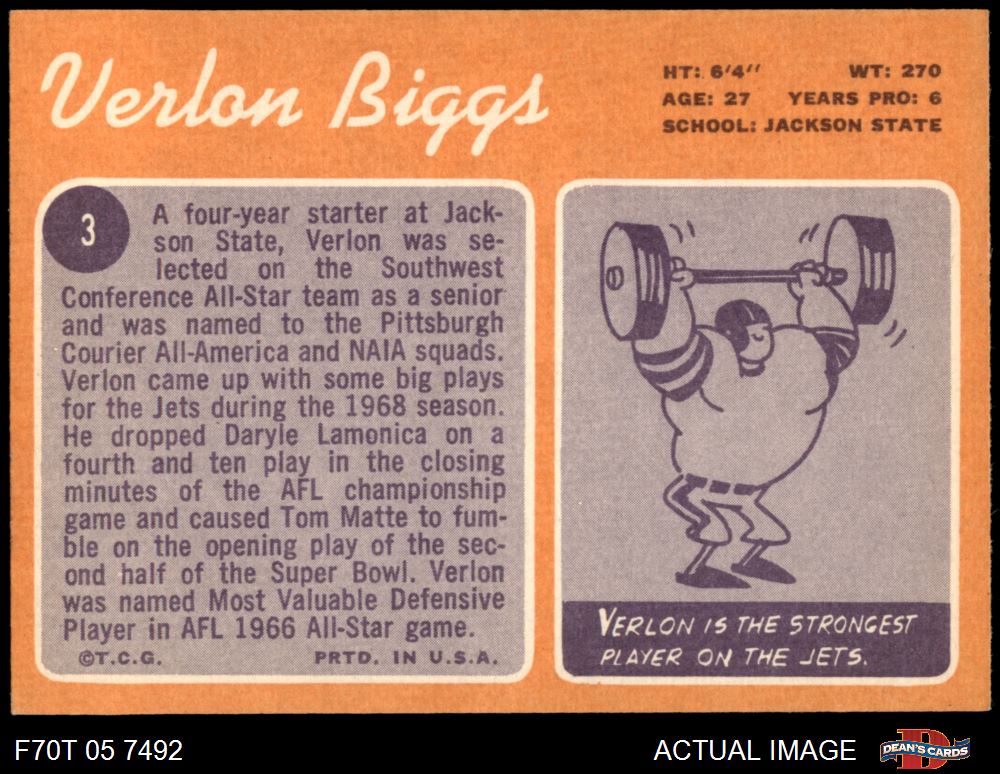 Verlon Biggs
HT: 6'4" WT: 270
AGE: 27 YEARS PRO: 6
SCHOOL: JACKSON STATE
3
A four-year starter at Jack-
son State, Verlon was se-
lected on the Southwest
Conference All-Star team as a senior
and was named to the Pittsburgh
Courier All-America and NAIA squads.
Verlon came up with some big plays
for the Jets during the 1968 season.
He dropped Daryle Lamonica on a
fourth and ten play in the closing
minutes of the AFL championship
game and caused Tom Matte to fum-
ble on the opening play of the sec-
ond half of the Super Bowl. Verlon
was named Most Valuable Defensive
Player in AFL 1966 All-Star game.
©T.C.G. PRTD. IN U.S.A.
VERLON IS THE STRONGEST
PLAYER ON THE JETS.
F70T 05 7492 ACTUAL IMAGE
DEAN'S CARDS